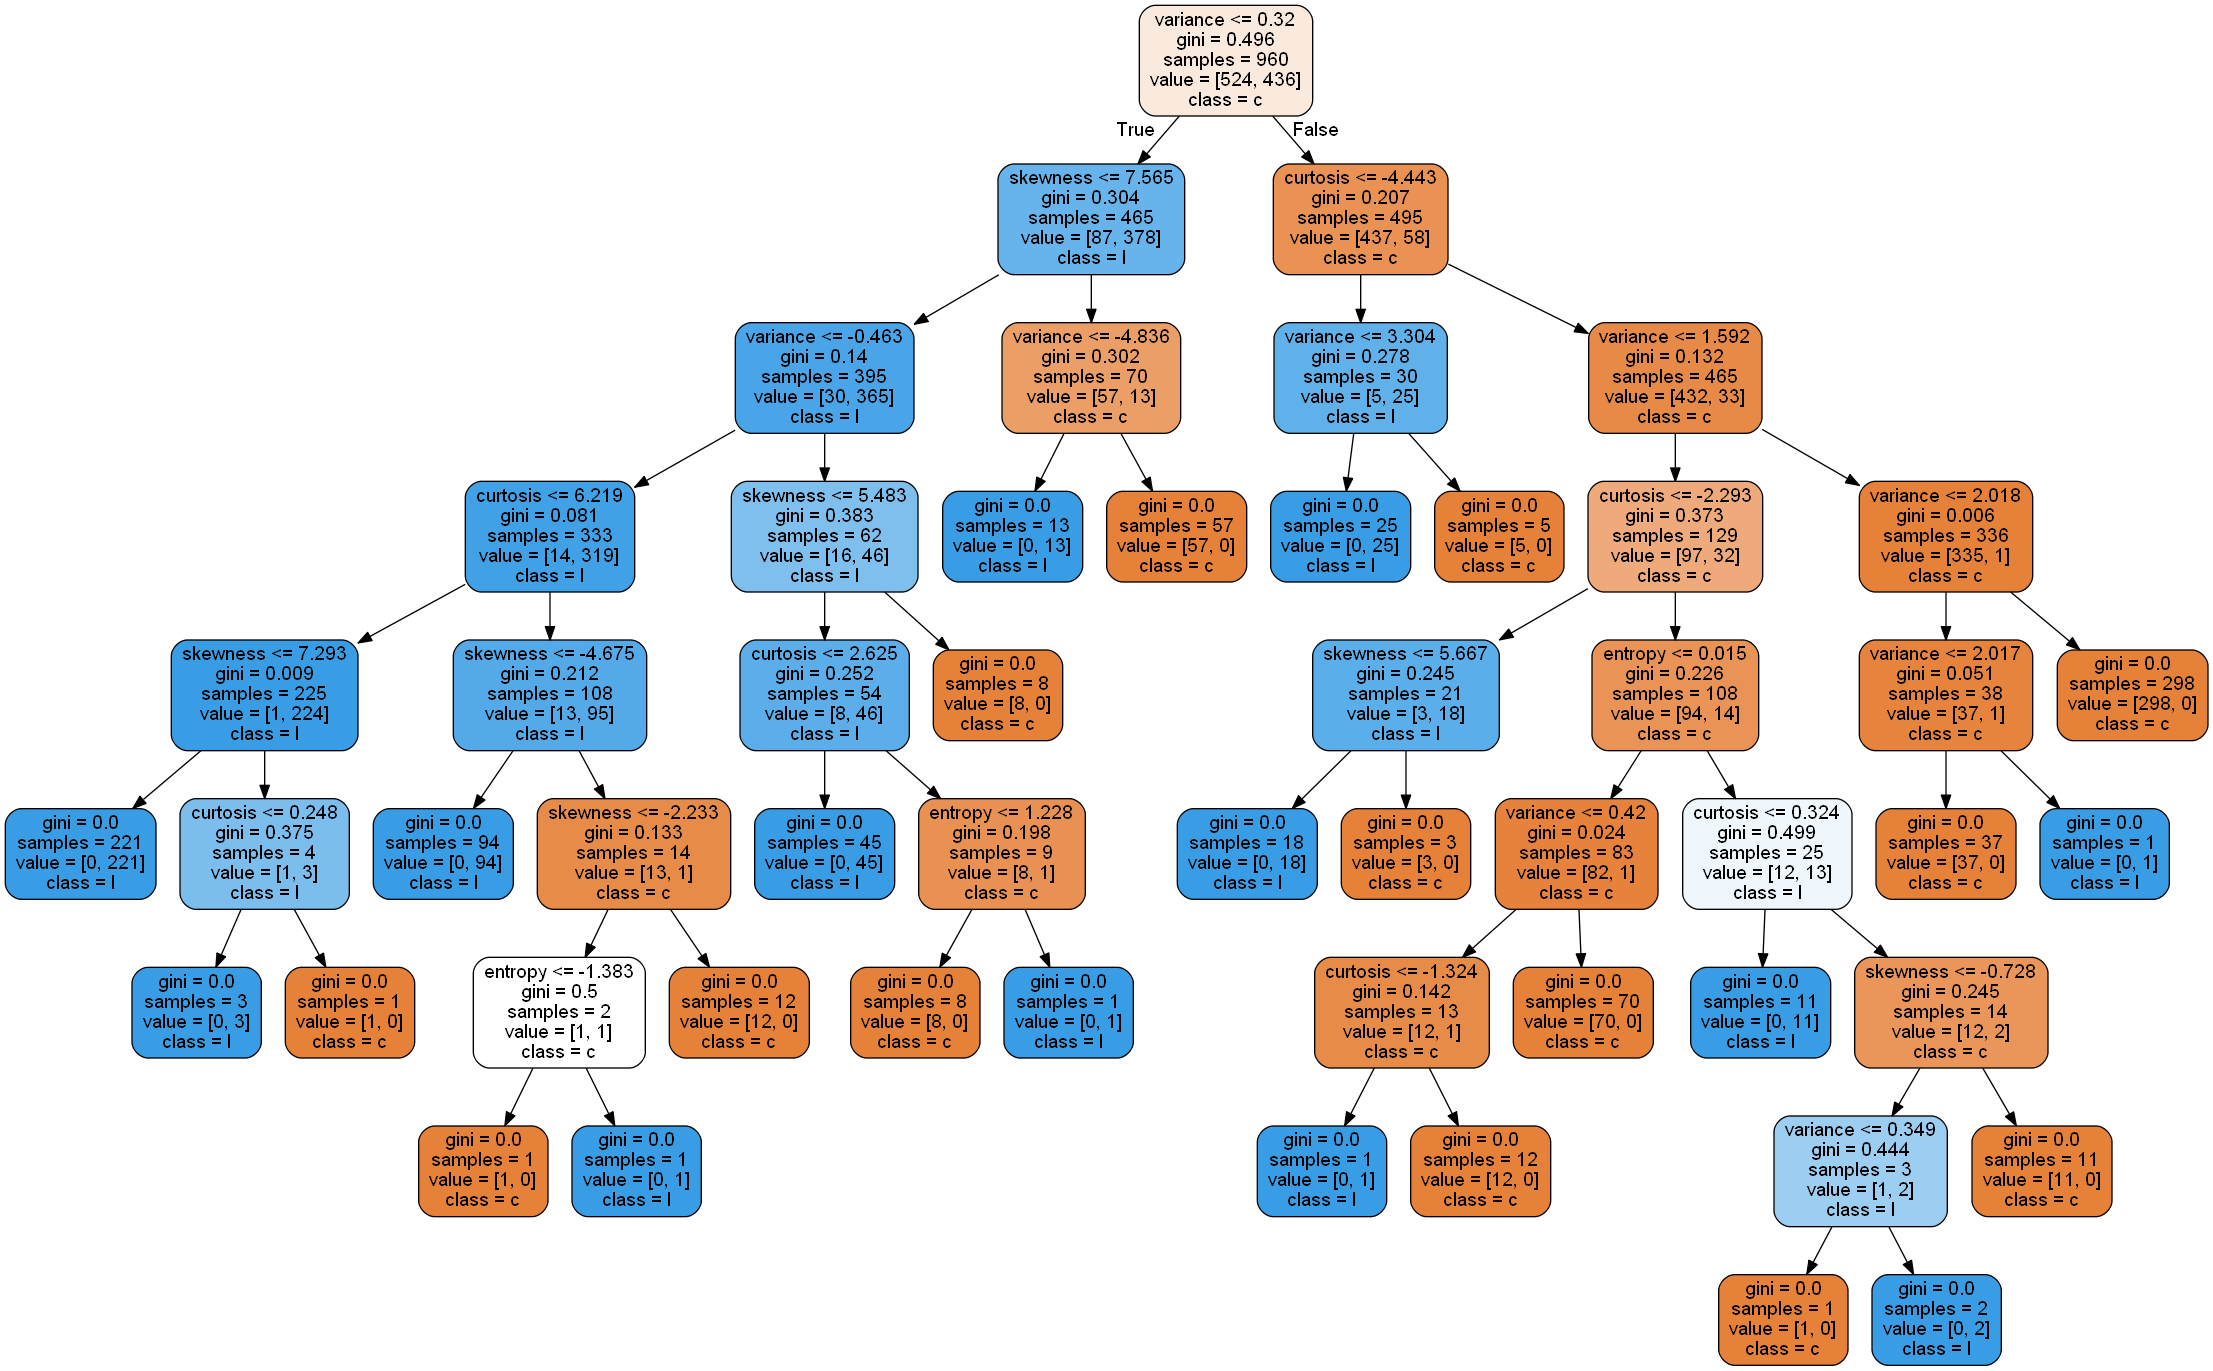 variance <= 0.32
gini = 0.496
samples = 960
value = [524, 436]
class = c
True
False
skewness <= 7.565
gini = 0.304
samples = 465
value = [87, 378]
class = l
curtosis <= -4.443
gini = 0.207
samples = 495
value = [437, 58]
class = c
variance <= -0.463
gini = 0.14
samples = 395
value = [30, 365]
class = l
variance <= -4.836
gini = 0.302
samples = 70
value = [57, 13]
class = c
variance <= 3.304
gini = 0.278
samples = 30
value = [5, 25]
class = l
variance <= 1.592
gini = 0.132
samples = 465
value = [432, 33]
class = c
curtosis <= 6.219
gini = 0.081
samples = 333
value = [14, 319]
class = l
skewness <= 5.483
gini = 0.383
samples = 62
value = [16, 46]
class = l
gini = 0.0
samples = 13
value = [0, 13]
class = l
gini = 0.0
samples = 57
value = [57, 0]
class = c
gini = 0.0
samples = 25
value = [0, 25]
class = l
gini = 0.0
samples = 5
value = [5, 0]
class = c
curtosis <= -2.293
gini = 0.373
samples = 129
value = [97, 32]
class = c
variance <= 2.018
gini = 0.006
samples = 336
value = [335, 1]
class = c
skewness <= 7.293
gini = 0.009
samples = 225
value = [1, 224]
class = l
skewness <= -4.675
gini = 0.212
samples = 108
value = [13, 95]
class = l
curtosis <= 2.625
gini = 0.252
samples = 54
value = [8, 46]
class = l
gini = 0.0
samples = 8
value = [8, 0]
class = c
skewness <= 5.667
gini = 0.245
samples = 21
value = [3, 18]
class = l
entropy <= 0.015
gini = 0.226
samples = 108
value = [94, 14]
class = c
variance <= 2.017
gini = 0.051
samples = 38
value = [37, 1]
class = c
gini = 0.0
samples = 298
value = [298, 0]
class = c
gini = 0.0
samples = 221
value = [0, 221]
class = l
curtosis <= 0.248
gini = 0.375
samples = 4
value = [1, 3]
class = l
gini = 0.0
samples = 94
value = [0, 94]
class = l
skewness <= -2.233
gini = 0.133
samples = 14
value = [13, 1]
class = c
gini = 0.0
samples = 45
value = [0, 45]
class = l
entropy <= 1.228
gini = 0.198
samples = 9
value = [8, 1]
class = c
gini = 0.0
samples = 18
value = [0, 18]
class = l
gini = 0.0
samples = 3
value = [3, 0]
class = c
variance <= 0.42
gini = 0.024
samples = 83
value = [82, 1]
class = c
curtosis <= 0.324
gini = 0.499
samples = 25
value = [12, 13]
class = l
gini = 0.0
samples = 37
value = [37, 0]
class = c
gini = 0.0
samples = 1
value = [0, 1]
class = l
gini = 0.0
samples = 3
value = [0, 3]
class = l
gini = 0.0
samples = 1
value = [1, 0]
class = c
entropy <= -1.383
gini = 0.5
samples = 2
value = [1, 1]
class = c
gini = 0.0
samples = 12
value = [12, 0]
class = c
gini = 0.0
samples = 8
value = [8, 0]
class = c
gini = 0.0
samples = 1
value = [0, 1]
class = l
curtosis <= -1.324
gini = 0.142
samples = 13
value = [12, 1]
class = c
gini = 0.0
samples = 70
value = [70, 0]
class = c
gini = 0.0
samples = 11
value = [0, 11]
class = l
skewness <= -0.728
gini = 0.245
samples = 14
value = [12, 2]
class = c
gini = 0.0
samples = 1
value = [1, 0]
class = c
gini = 0.0
samples = 1
value = [0, 1]
class = l
gini = 0.0
samples = 1
value = [0, 1]
class = l
gini = 0.0
samples = 12
value = [12, 0]
class = c
variance <= 0.349
gini = 0.444
samples = 3
value = [1, 2]
class = l
gini = 0.0
samples = 11
value = [11, 0]
class = c
gini = 0.0
samples = 1
value = [1, 0]
class = c
gini = 0.0
samples = 2
value = [0, 2]
class = l